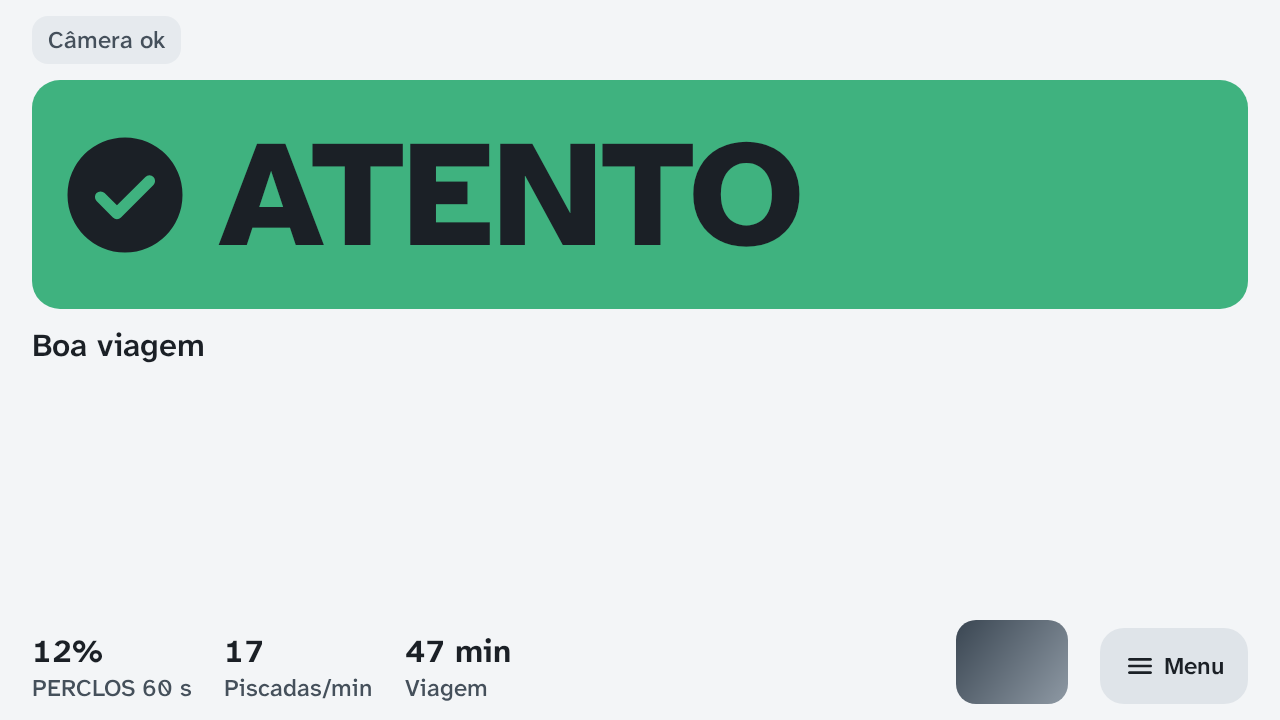 Câmera ok
ATENTO
Boa viagem
12%
PERCLOS 60 s
17
Piscadas/min
47 min
Viagem
Menu